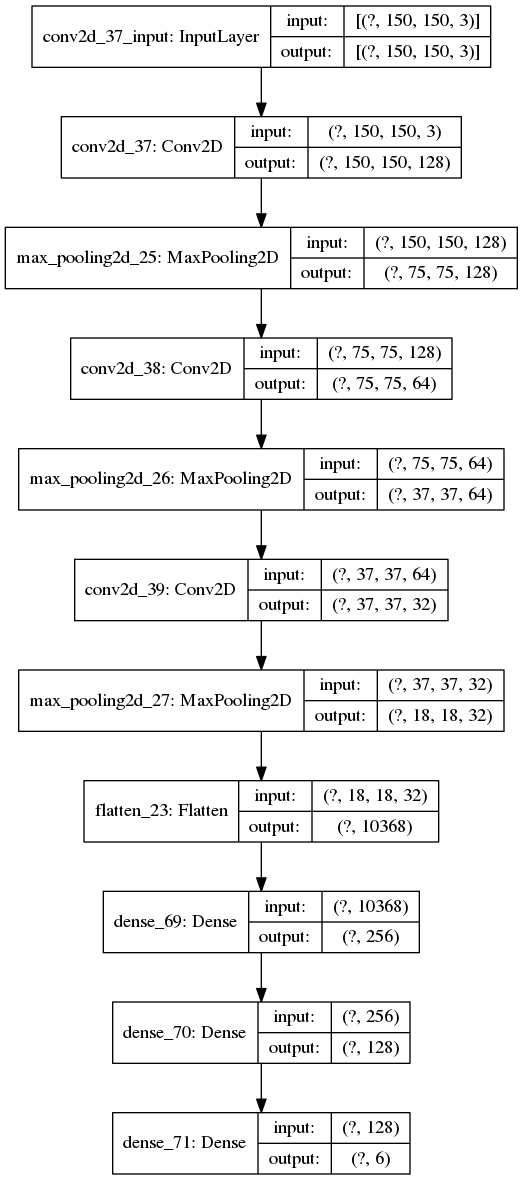 conv2d_37_input: InputLayer
input:
[(?, 150, 150, 3)]
output:
[(?, 150, 150, 3)]
conv2d_37: Conv2D
input:
(?, 150, 150, 3)
output:
(?, 150, 150, 128)
max_pooling2d_25: MaxPooling2D
input:
(?, 150, 150, 128)
output:
(?, 75, 75, 128)
conv2d_38: Conv2D
input:
(?, 75, 75, 128)
output:
(?, 75, 75, 64)
max_pooling2d_26: MaxPooling2D
input:
(?, 75, 75, 64)
output:
(?, 37, 37, 64)
conv2d_39: Conv2D
input:
(?, 37, 37, 64)
output:
(?, 37, 37, 32)
max_pooling2d_27: MaxPooling2D
input:
(?, 37, 37, 32)
output:
(?, 18, 18, 32)
flatten_23: Flatten
input:
(?, 18, 18, 32)
output:
(?, 10368)
dense_69: Dense
input:
(?, 10368)
output:
(?, 256)
dense_70: Dense
input:
(?, 256)
output:
(?, 128)
dense_71: Dense
input:
(?, 128)
output:
(?, 6)